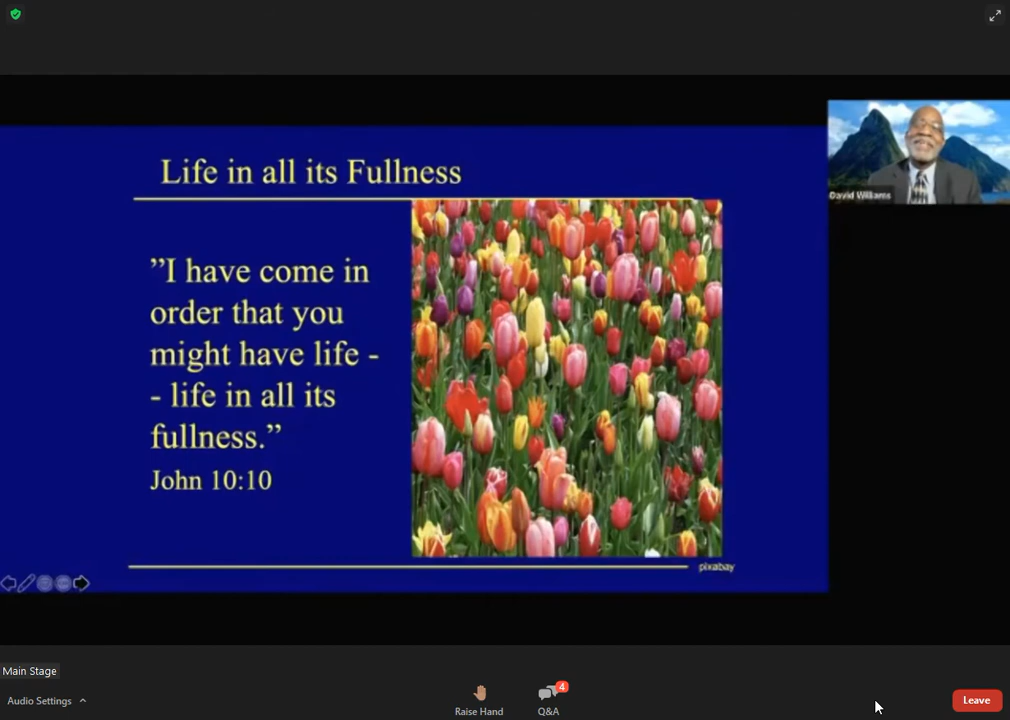 Life in all its Fullness
David Williams
”I have come in
order that you
might have life -
- life in all its
fullness.”
John 10:10
pixabay
Main Stage
Audio Settings
4
Raise Hand
Q&A
Leave